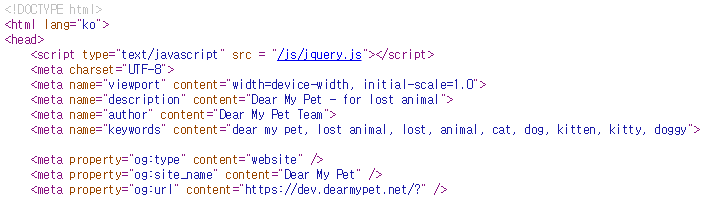 <!DOCTYPE html>
<html lang="ko">
<head>
<script type="text/javascript" src = "/js/jquery.js"></script>
<meta charset="UTF-8">
<meta name="viewport" content="width=device-width, initial-scale=1.0">
<meta name="description" content="Dear My Pet - for lost animal">
<meta name="author" content="Dear My Pet Team">
<meta name="keywords" content="dear my pet, lost animal, lost, animal, cat, dog, kitten, kitty, doggy">
<meta property="og:type" content="website" />
<meta property="og:site_name" content="Dear My Pet" />
<meta property="og:url" content="https://dev.dearmypet.net/?" />